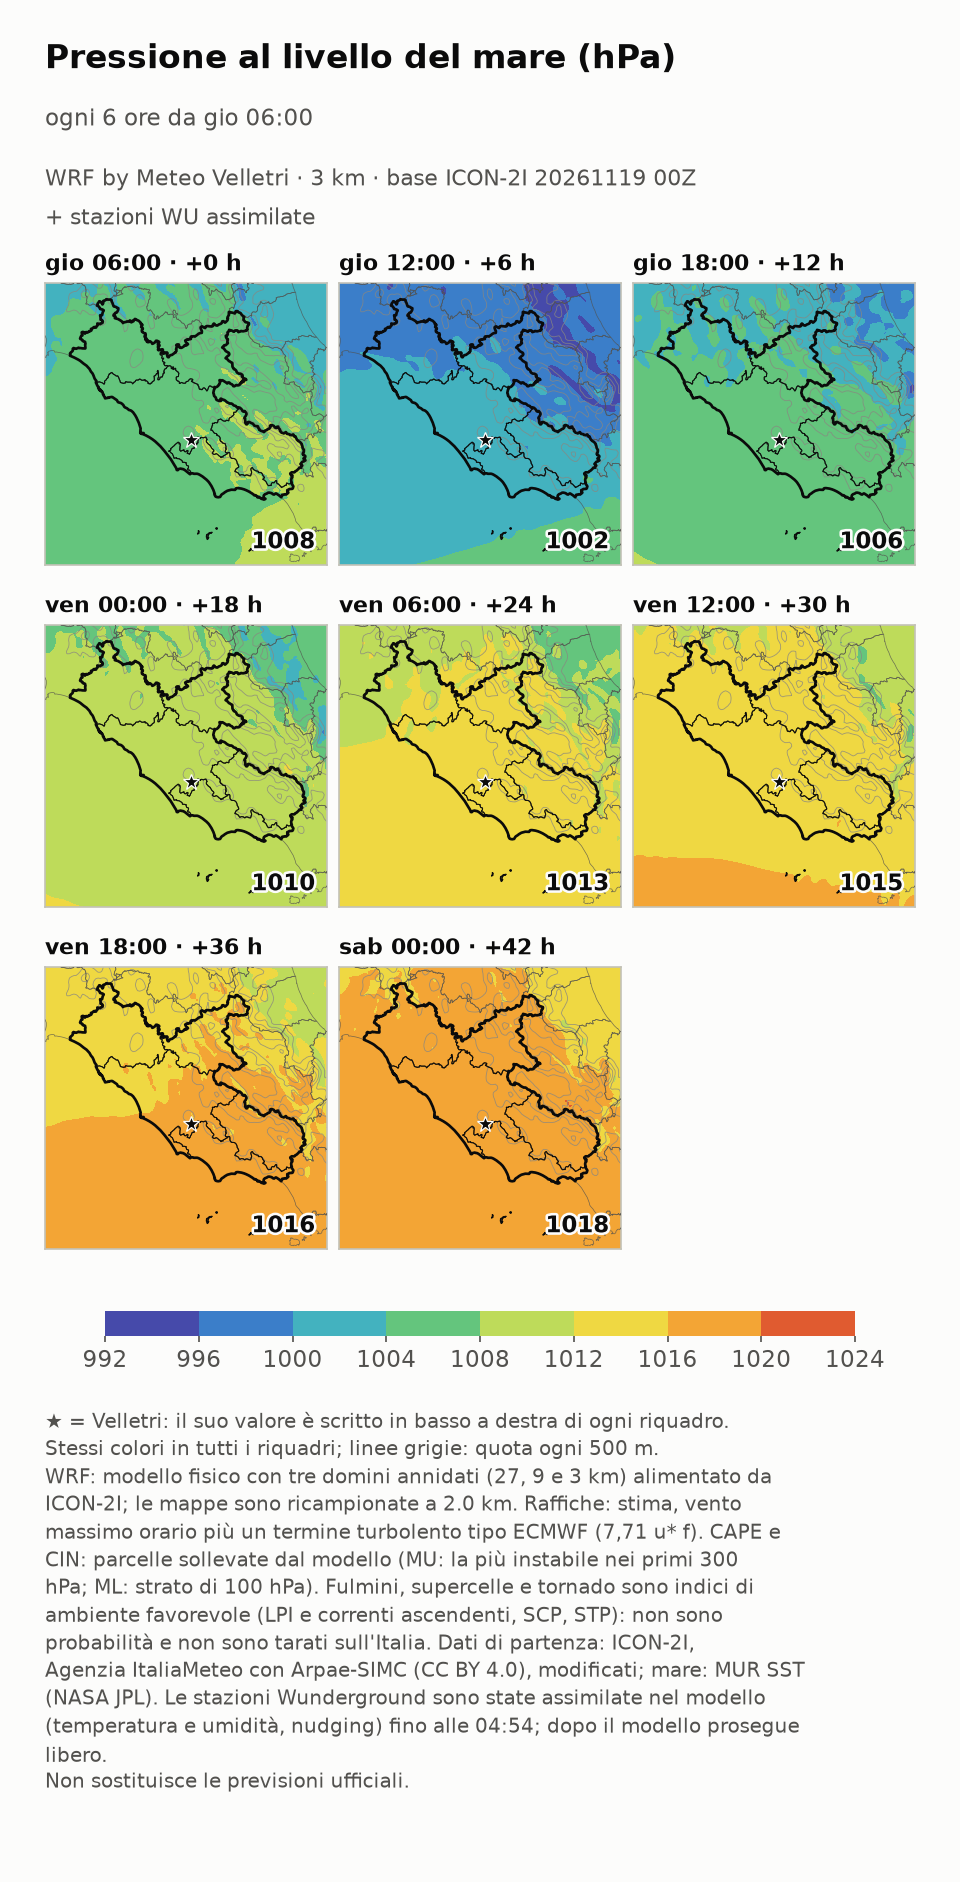 Pressione al livello del mare (hPa)
ogni 6 ore da gio 06:00
WRF by Meteo Velletri · 3 km · base ICON-2I 20261119 00Z
+ stazioni WU assimilate
gio 06:00 · +0 h
gio 12:00 · +6 h
gio 18:00 · +12 h
1008
1002
1006
ven 00:00 · +18 h
ven 06:00 · +24 h
ven 12:00 · +30 h
1010
1013
1015
ven 18:00 · +36 h
sab 00:00 · +42 h
1016
1018
992 996 1000 1004 1008 1012 1016 1020 1024
★ = Velletri: il suo valore è scritto in basso a destra di ogni riquadro.
Stessi colori in tutti i riquadri; linee grigie: quota ogni 500 m.
WRF: modello fisico con tre domini annidati (27, 9 e 3 km) alimentato da
ICON-2I; le mappe sono ricampionate a 2.0 km. Raffiche: stima, vento
massimo orario più un termine turbolento tipo ECMWF (7,71 u* f). CAPE e
CIN: parcelle sollevate dal modello (MU: la più instabile nei primi 300
hPa; ML: strato di 100 hPa). Fulmini, supercelle e tornado sono indici di
ambiente favorevole (LPI e correnti ascendenti, SCP, STP): non sono
probabilità e non sono tarati sull'Italia. Dati di partenza: ICON-2I,
Agenzia ItaliaMeteo con Arpae-SIMC (CC BY 4.0), modificati; mare: MUR SST
(NASA JPL). Le stazioni Wunderground sono state assimilate nel modello
(temperatura e umidità, nudging) fino alle 04:54; dopo il modello prosegue
libero.
Non sostituisce le previsioni ufficiali.